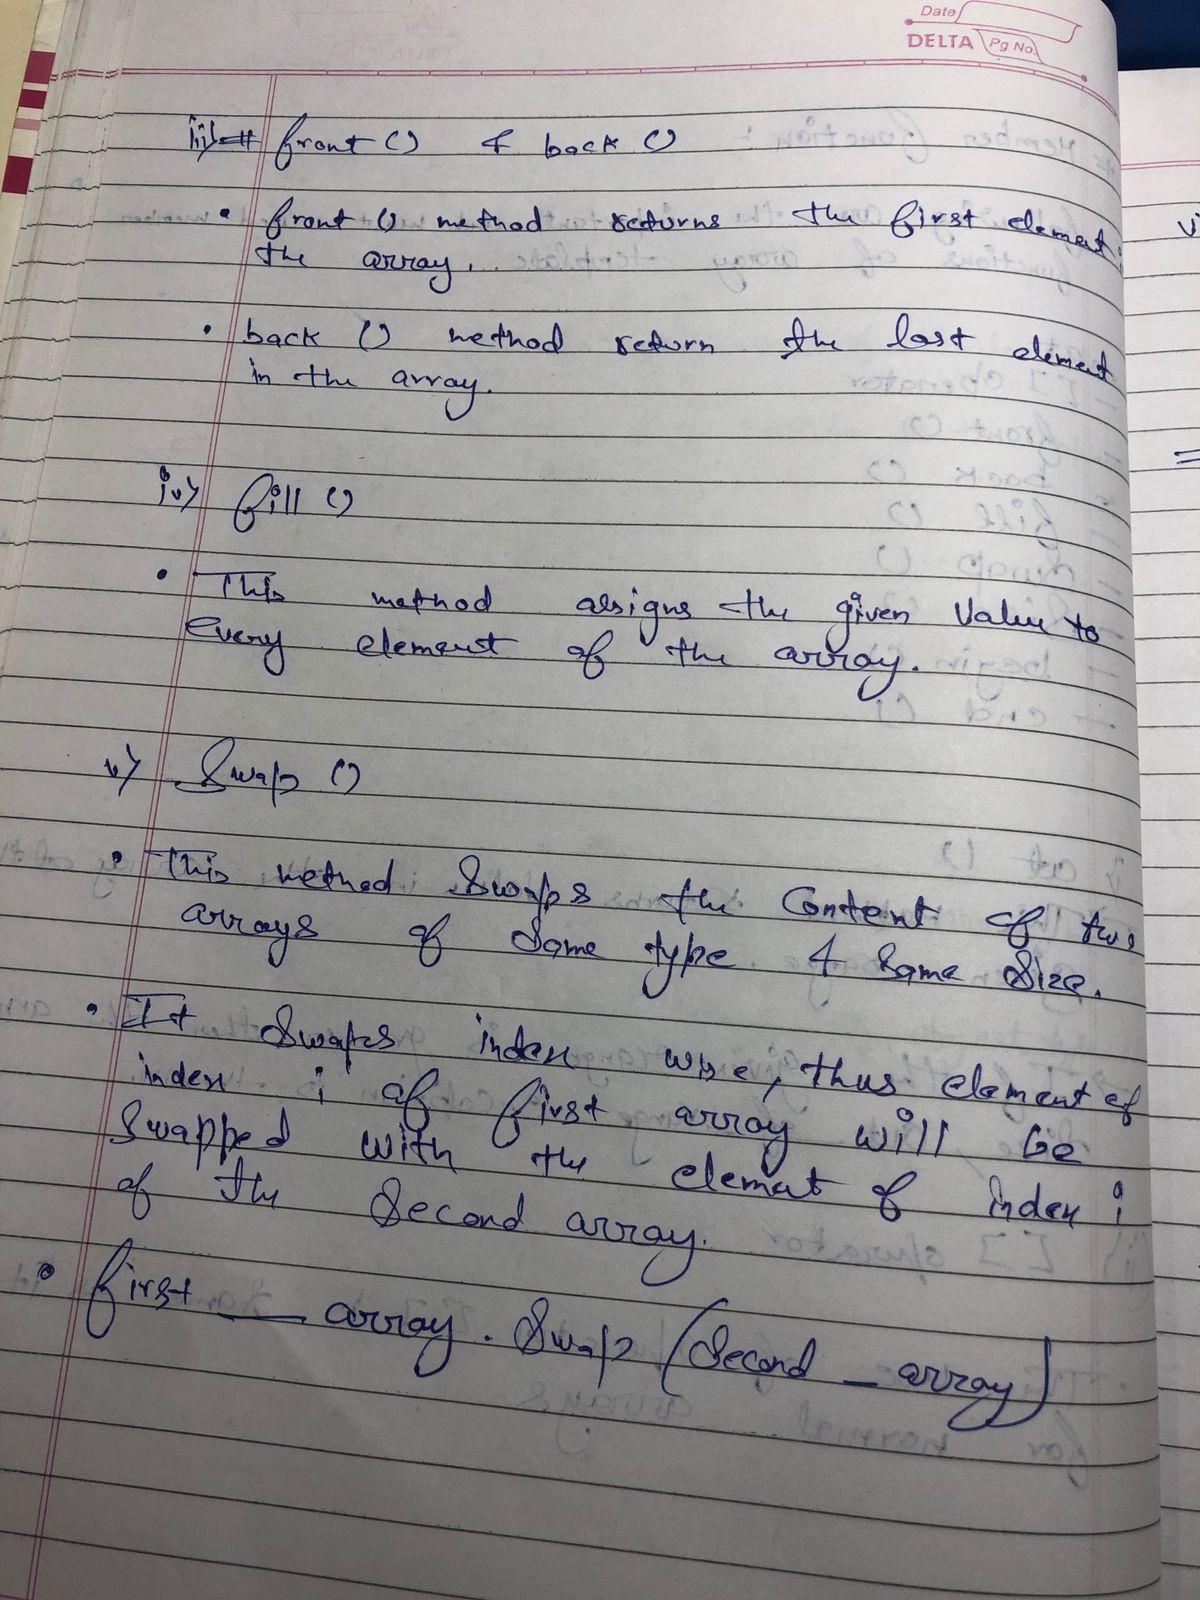 Date
DELTA Pg No.
iii) front () & back ()
• front () method returns the first element
the array.
• back () method return the last element
in the array.
iv) fill ()
• This method assigns the given value to
every element of the array.
v) Swap ()
• This method swaps the content of two
arrays of same type & same size.
• It swaps index wise, thus element of
index i of first array will be
swapped with the element of index i
of the second array.
• first_array.swap(second_array)